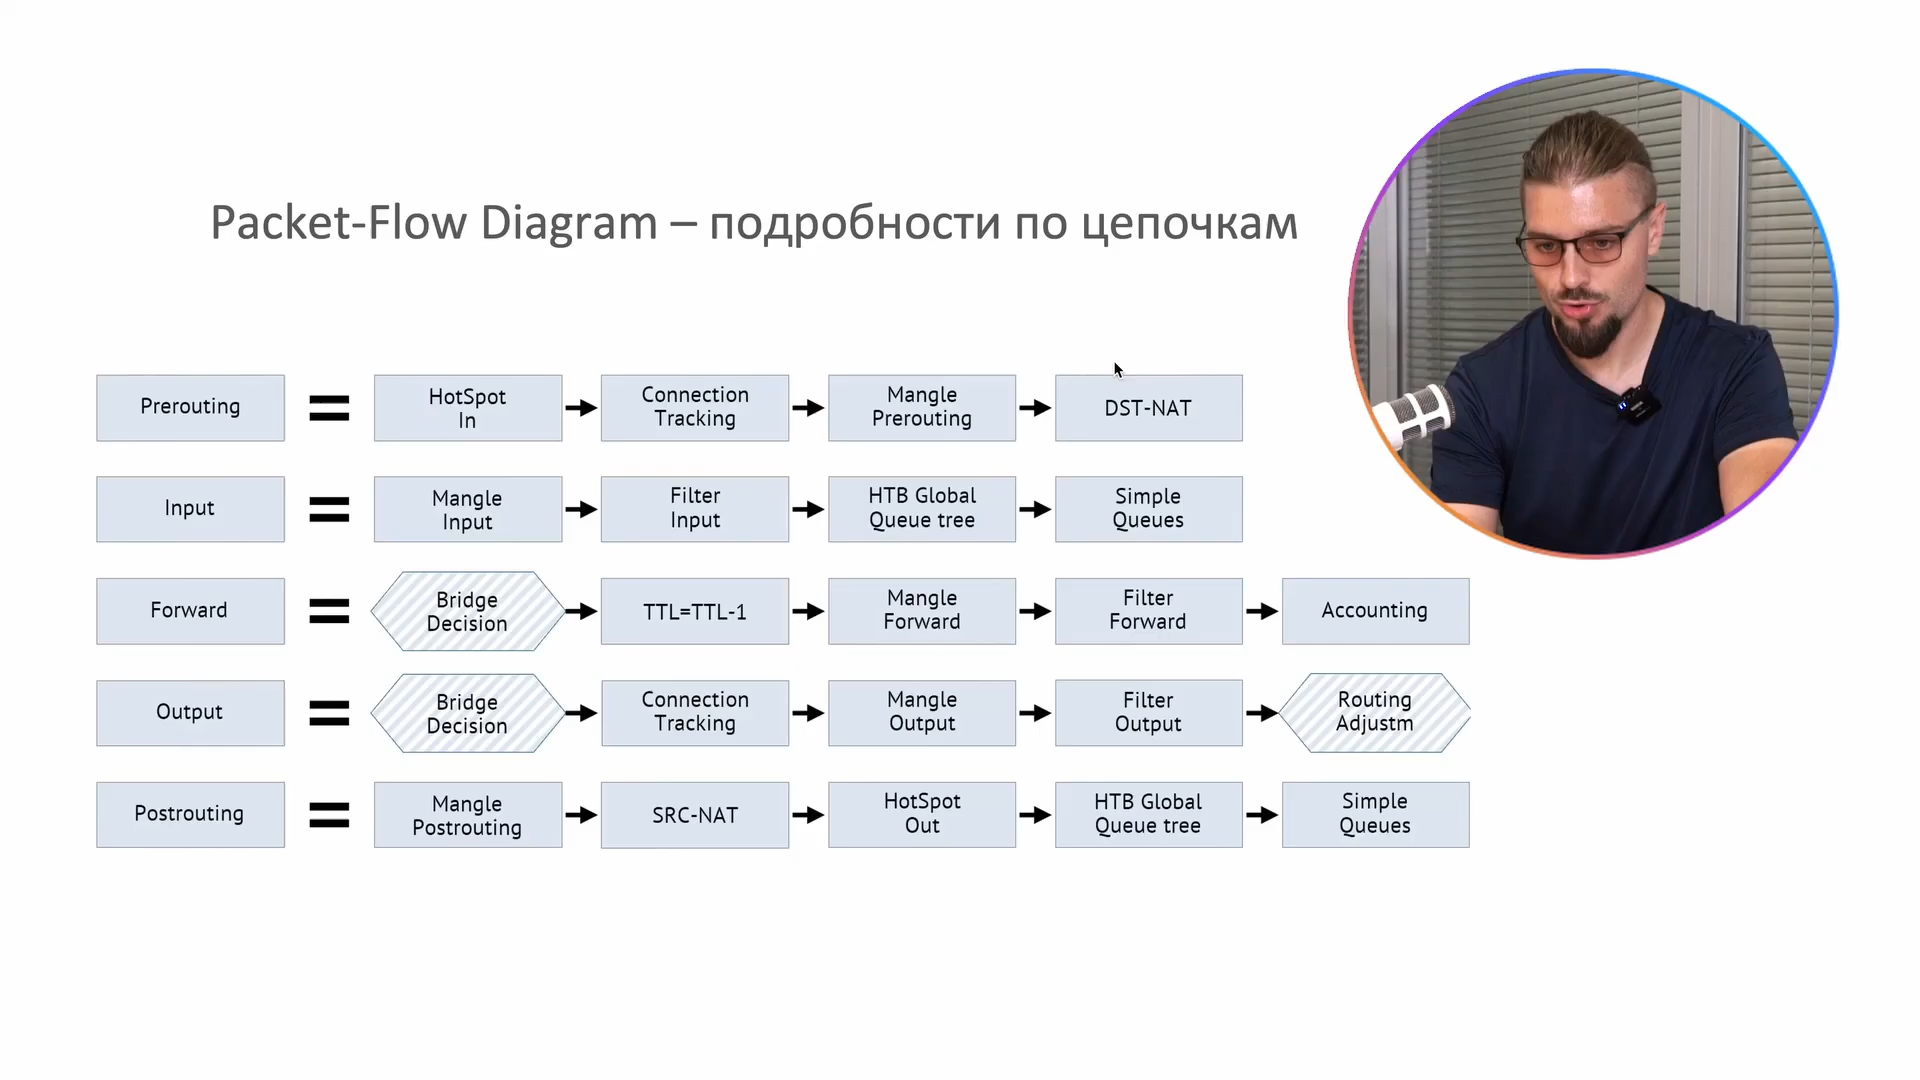 Packet-Flow Diagram – подробности по цепочкам
Prerouting = HotSpot In Connection Tracking Mangle Prerouting DST-NAT
Input = Mangle Input Filter Input HTB Global Queue tree Simple Queues
Forward = Bridge Decision TTL=TTL-1 Mangle Forward Filter Forward Accounting
Output = Bridge Decision Connection Tracking Mangle Output Filter Output Routing Adjustm
Postrouting = Mangle Postrouting SRC-NAT HotSpot Out HTB Global Queue tree Simple Queues